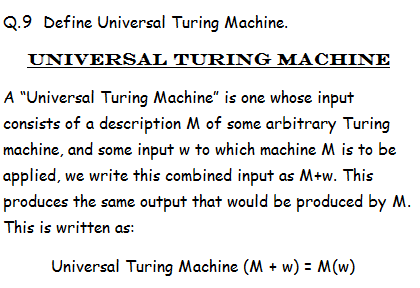 Q.9 Define Universal Turing Machine.
UNIVERSAL TURING MACHINE
A “Universal Turing Machine” is one whose input
consists of a description M of some arbitrary Turing
machine, and some input w to which machine M is to be
applied, we write this combined input as M+w. This
produces the same output that would be produced by M.
This is written as:
Universal Turing Machine (M + w) = M(w)